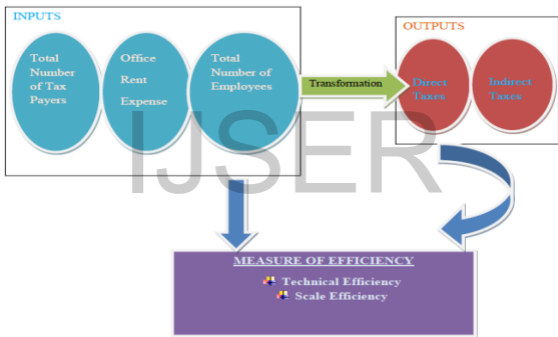 INPUTS
Total
Number
of Tax
Payers
Office
Rent
Expense
Total
Number of
Employees
Transformation
OUTPUTS
Direct
Taxes
Indirect
Taxes
IJSER
MEASURE OF EFFICIENCY
Technical Efficiency
Scale Efficiency